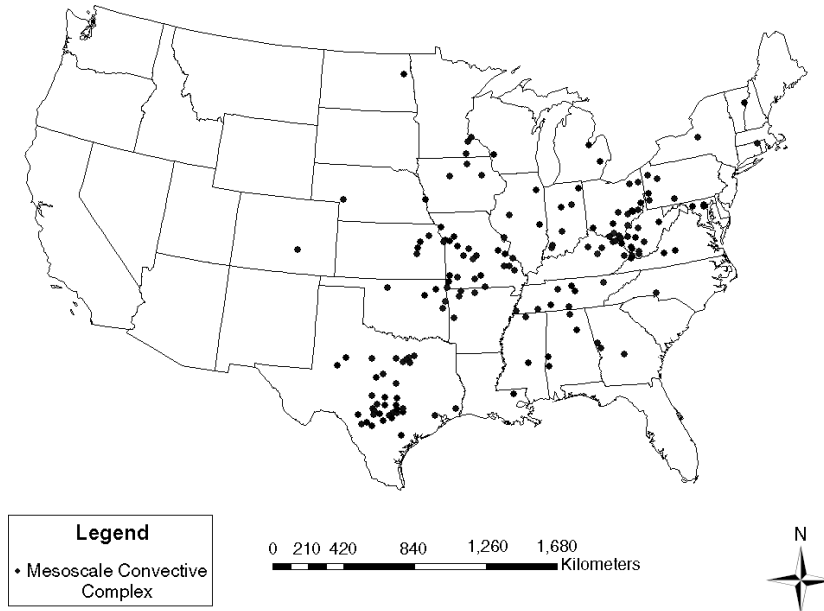 Legend
Mesoscale Convective
Complex
0 210 420 840 1,260 1,680
Kilometers
N